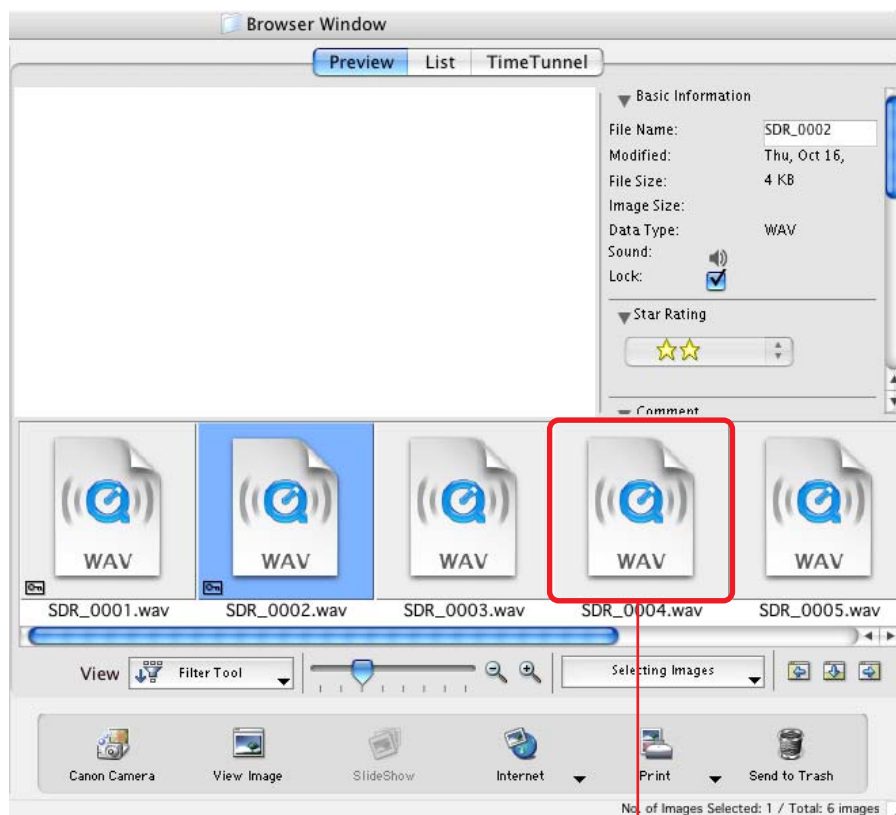 Browser Window
Preview List TimeTunnel
Basic Information
File Name: SDR_0002
Modified: Thu, Oct 16,
File Size: 4 KB
Image Size:
Data Type: WAV
Sound:
Lock:
Star Rating
Comment
WAV WAV WAV WAV WAV
SDR_0001.wav SDR_0002.wav SDR_0003.wav SDR_0004.wav SDR_0005.wav
View Filter Tool Selecting Images
Canon Camera View Image SlideShow Internet Print Send to Trash
No. of Images Selected: 1 / Total: 6 images